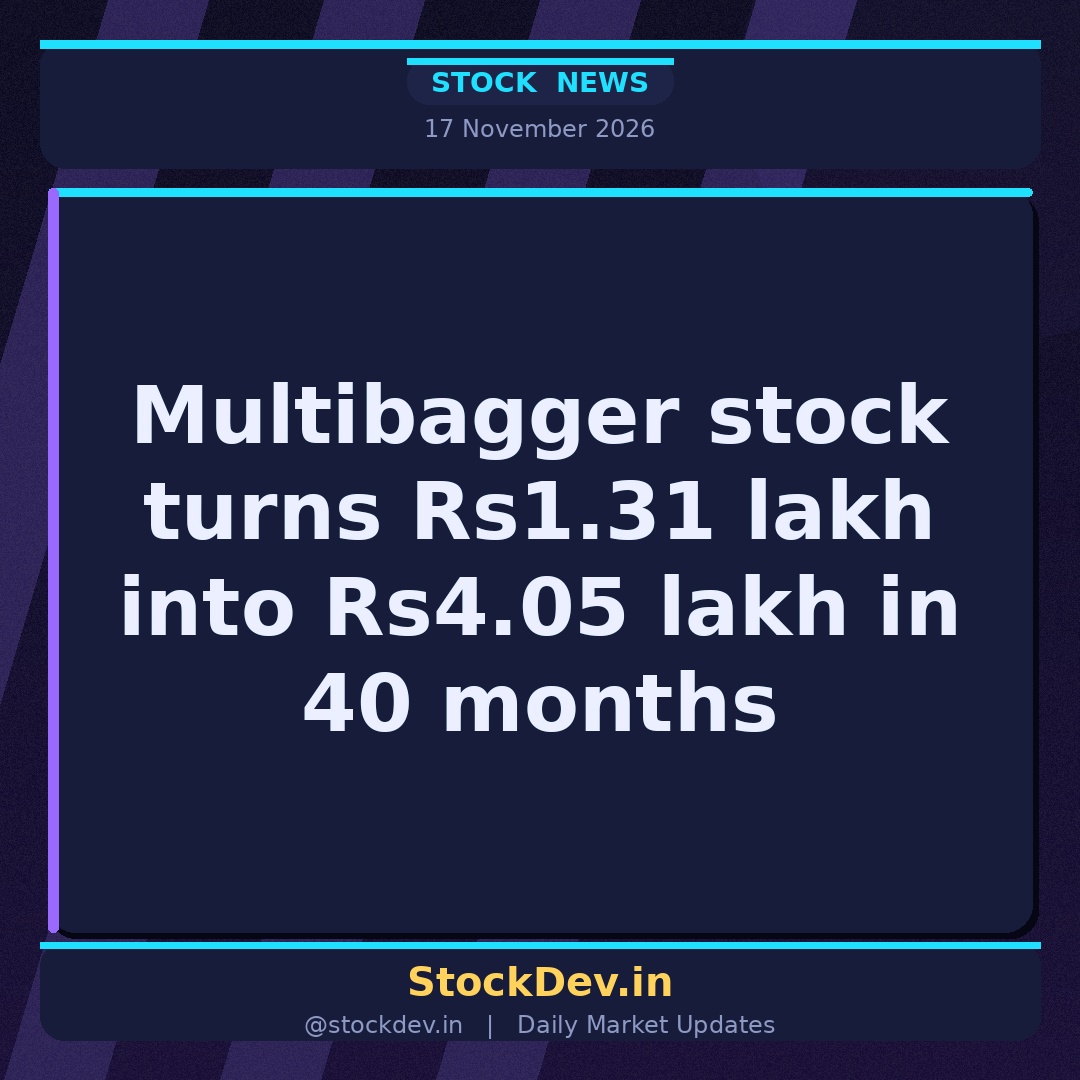 STOCK NEWS
17 November 2026
Multibagger stock
turns Rs1.31 lakh
into Rs4.05 lakh in
40 months
StockDev.in
@stockdev.in | Daily Market Updates